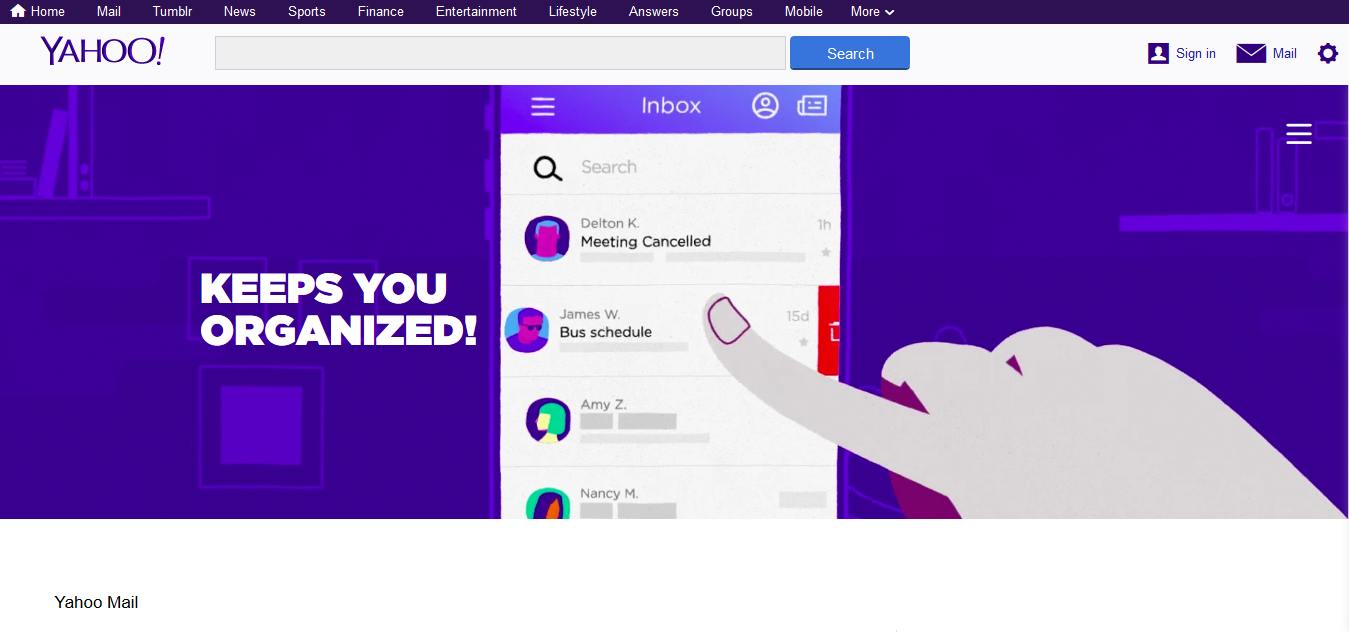 Home Mail Tumblr News Sports Finance Entertainment Lifestyle Answers Groups Mobile More
YAHOO!
Search
Sign in
Mail
Inbox
Search
Delton K.
1h
Meeting Cancelled
KEEPS YOU
ORGANIZED!
James W.
15d
Bus schedule
Amy Z.
Nancy M.
Yahoo Mail